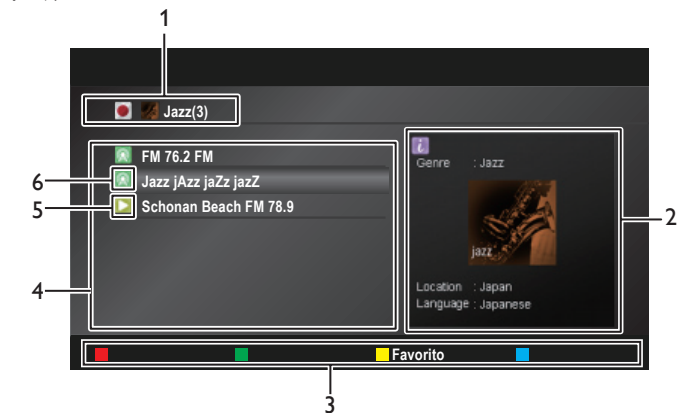 1
Jazz(3)
FM 76.2 FM
Jazz jAzz jaZz jazZ
Schonan Beach FM 78.9
i
Genre : Jazz
jazz
Location : Japan
Language : Japanese
6
5
4
2
Favorito
3